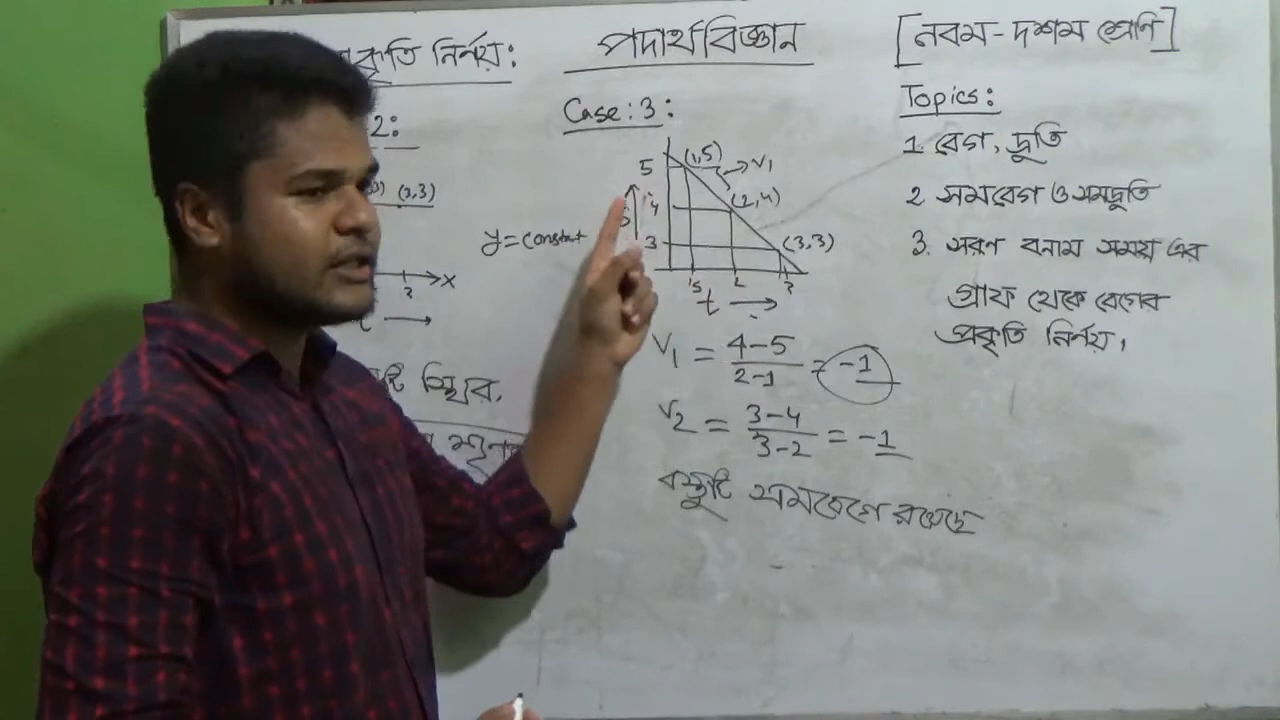 প্রকৃতি নির্ণয়:
পদার্থবিজ্ঞান
[নবম-দশম শ্রেণি]
2:
(3,3)
x
Case: 3:
5
4
3
(1,5)
→V₁
(2,4)
(3,3)
y=constant
2
t →
V₁ = 4-5 / 2-1 = -1
V₂ = 3-4 / 3-2 = -1
বস্তুটি সমবেগে রয়েছে
স্থির.
Topics:
1. বেগ, দ্রুতি
2. সমবেগ ও সমদ্রুতি
3. সরণ বনাম সময় এর
গ্রাফ থেকে বেগের
প্রকৃতি নির্ণয়,